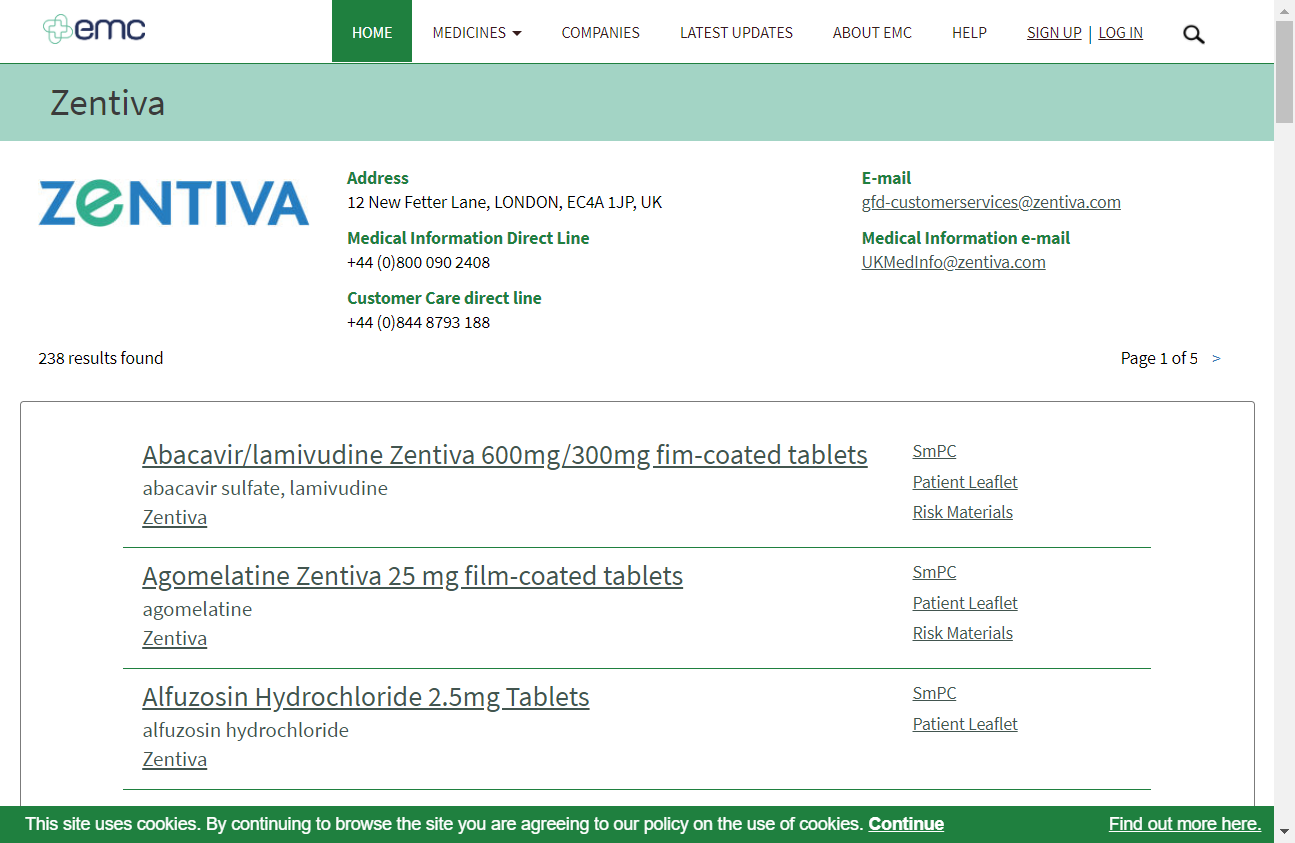 emc
HOME
MEDICINES
COMPANIES
LATEST UPDATES
ABOUT EMC
HELP
SIGN UP | LOG IN
Zentiva
ZENTIVA
Address
12 New Fetter Lane, LONDON, EC4A 1JP, UK
Medical Information Direct Line
+44 (0)800 090 2408
Customer Care direct line
+44 (0)844 8793 188
E-mail
gfd-customerservices@zentiva.com
Medical Information e-mail
UKMedInfo@zentiva.com
238 results found
Page 1 of 5 >
Abacavir/lamivudine Zentiva 600mg/300mg fim-coated tablets
abacavir sulfate, lamivudine
Zentiva
SmPC
Patient Leaflet
Risk Materials
Agomelatine Zentiva 25 mg film-coated tablets
agomelatine
Zentiva
SmPC
Patient Leaflet
Risk Materials
Alfuzosin Hydrochloride 2.5mg Tablets
alfuzosin hydrochloride
Zentiva
SmPC
Patient Leaflet
This site uses cookies. By continuing to browse the site you are agreeing to our policy on the use of cookies. Continue
Find out more here.